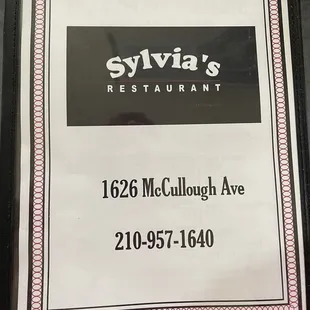 Sylvia's
RESTAURANT
1626 McCullough Ave
210-957-1640